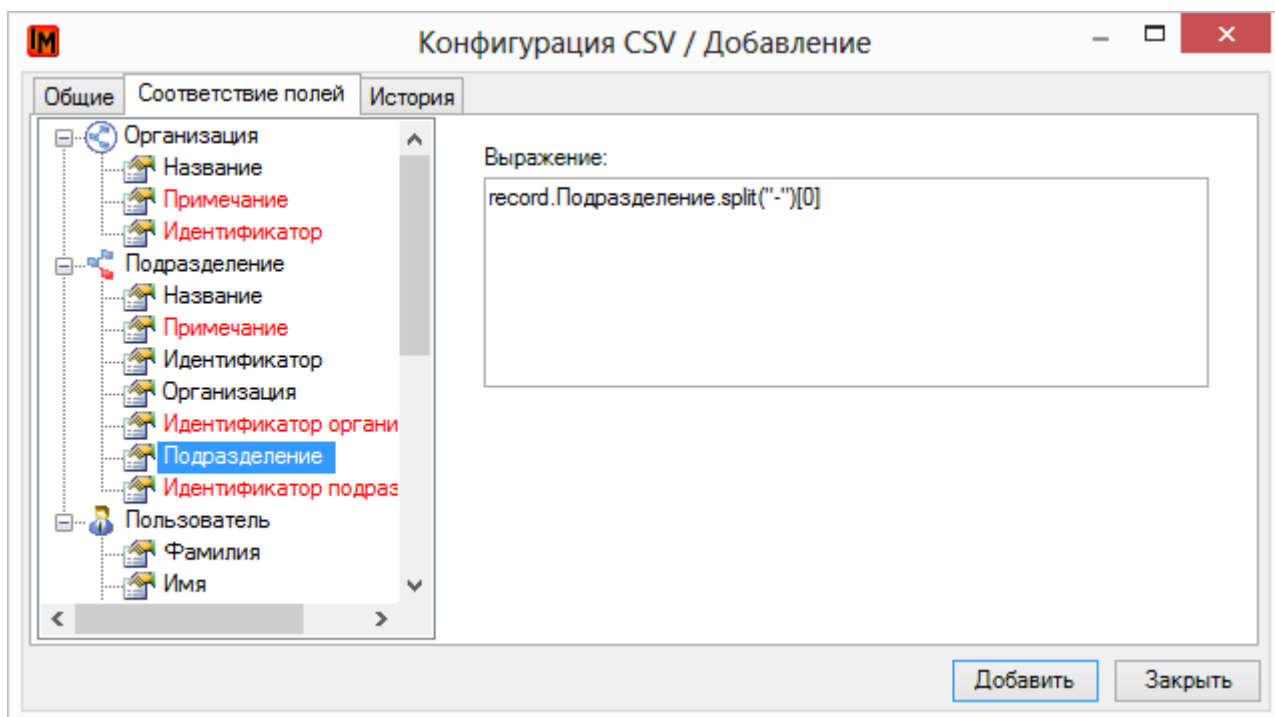 IM
Конфигурация CSV / Добавление
Общие
Соответствие полей
История
Организация
Название
Примечание
Идентификатор
Подразделение
Название
Примечание
Идентификатор
Организация
Идентификатор органи
Подразделение
Идентификатор подраз
Пользователь
Фамилия
Имя
Выражение:
record.Подразделение.split("-")[0]
Добавить
Закрыть